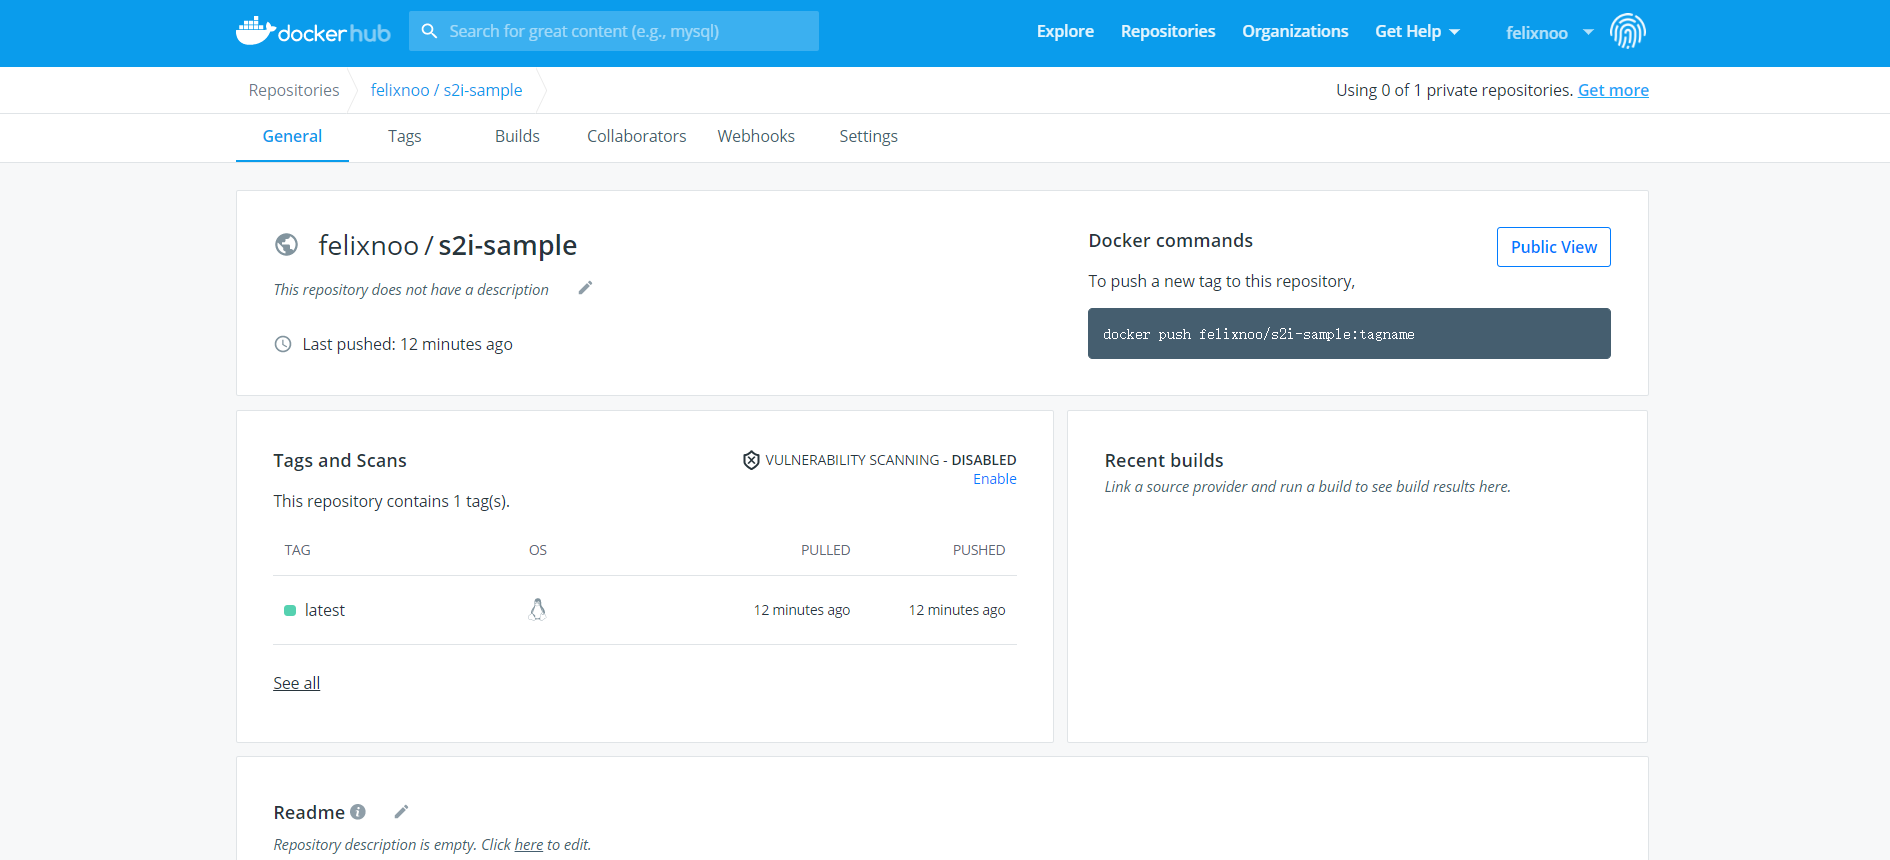 docker hub
Search for great content (e.g., mysql)
Explore
Repositories
Organizations
Get Help
felixnoo
Repositories
felixnoo / s2i-sample
Using 0 of 1 private repositories. Get more
General
Tags
Builds
Collaborators
Webhooks
Settings
felixnoo / s2i-sample
This repository does not have a description
Last pushed: 12 minutes ago
Docker commands
Public View
To push a new tag to this repository,
docker push felixnoo/s2i-sample:tagname
Tags and Scans
VULNERABILITY SCANNING - DISABLED
Enable
This repository contains 1 tag(s).
TAG OS PULLED PUSHED
latest 12 minutes ago 12 minutes ago
See all
Recent builds
Link a source provider and run a build to see build results here.
Readme
Repository description is empty. Click here to edit.